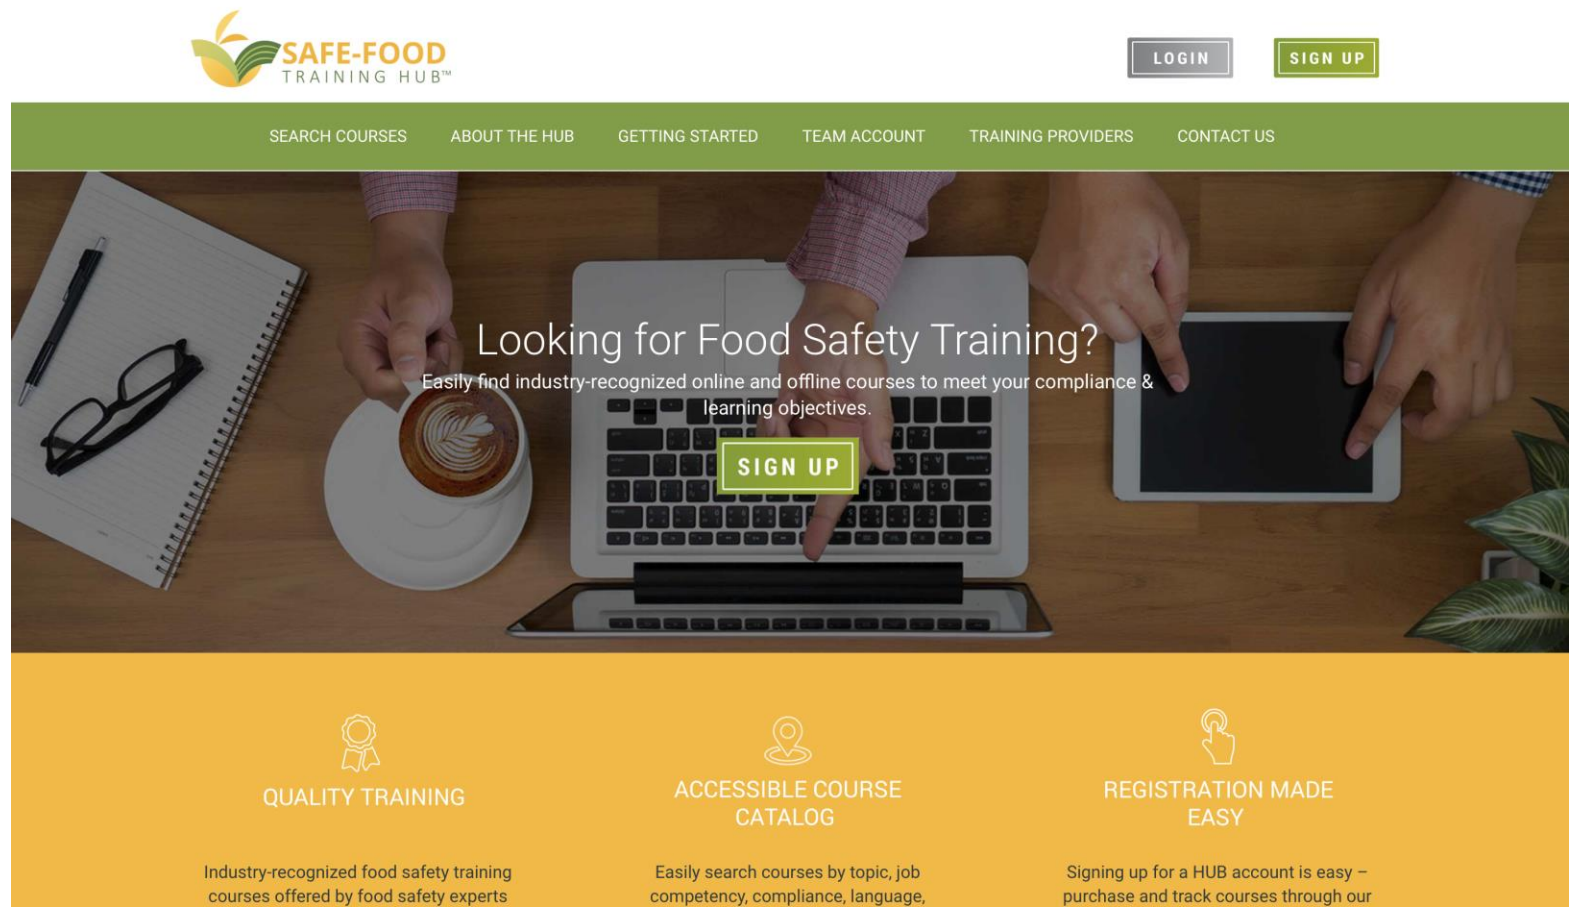 SAFE-FOOD
TRAINING HUB™
LOGIN
SIGN UP
SEARCH COURSES
ABOUT THE HUB
GETTING STARTED
TEAM ACCOUNT
TRAINING PROVIDERS
CONTACT US
Looking for Food Safety Training?
Easily find industry-recognized online and offline courses to meet your compliance &
learning objectives.
SIGN UP
QUALITY TRAINING
Industry-recognized food safety training
courses offered by food safety experts
ACCESSIBLE COURSE
CATALOG
Easily search courses by topic, job
competency, compliance, language,
REGISTRATION MADE
EASY
Signing up for a HUB account is easy –
purchase and track courses through our